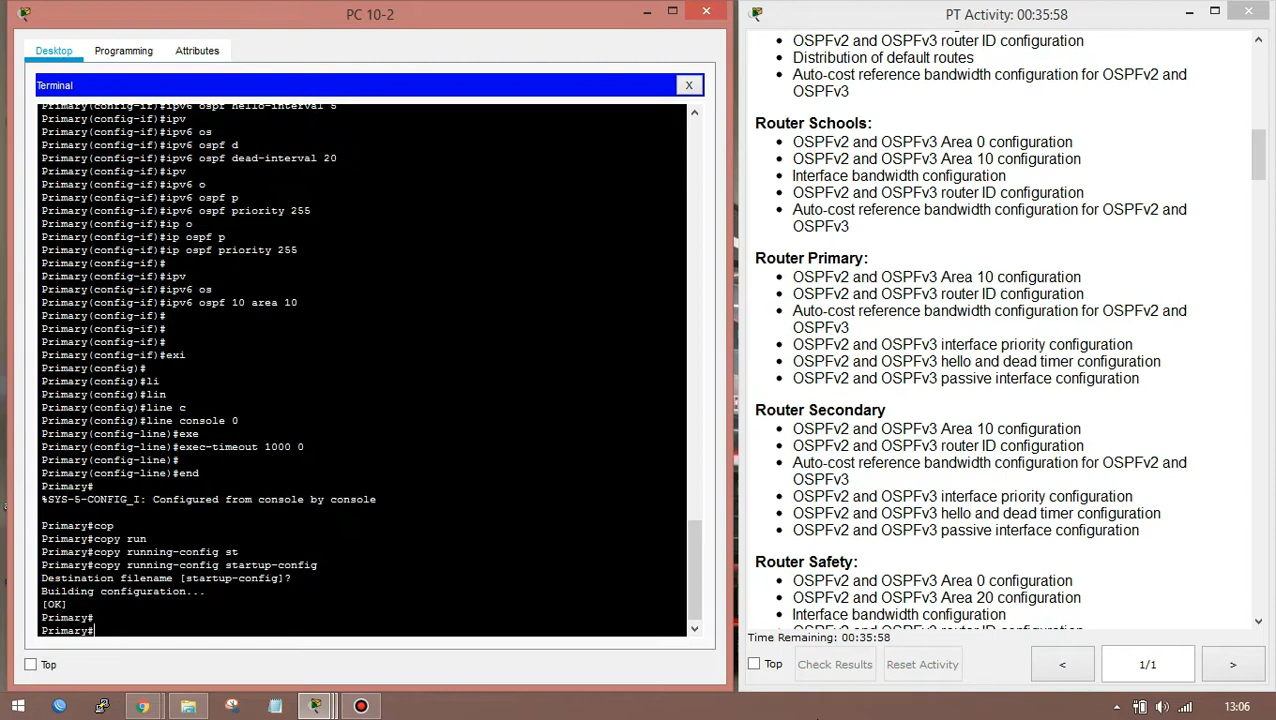 PC 10-2
Desktop
Programming
Attributes
Terminal
X
Primary(config-if)#ipv6 ospf hello-interval 5
Primary(config-if)#ipv
Primary(config-if)#ipv6 os
Primary(config-if)#ipv6 ospf d
Primary(config-if)#ipv6 ospf dead-interval 20
Primary(config-if)#ipv
Primary(config-if)#ipv6 o
Primary(config-if)#ipv6 ospf p
Primary(config-if)#ipv6 ospf priority 255
Primary(config-if)#ip o
Primary(config-if)#ip ospf p
Primary(config-if)#ip ospf priority 255
Primary(config-if)#
Primary(config-if)#ipv
Primary(config-if)#ipv6 os
Primary(config-if)#ipv6 ospf 10 area 10
Primary(config-if)#
Primary(config-if)#
Primary(config-if)#
Primary(config-if)#exi
Primary(config)#
Primary(config)#li
Primary(config)#lin
Primary(config)#line c
Primary(config)#line console 0
Primary(config-line)#exe
Primary(config-line)#exec-timeout 1000 0
Primary(config-line)#
Primary(config-line)#end
Primary#
%SYS-5-CONFIG_I: Configured from console by console
Primary#cop
Primary#copy run
Primary#copy running-config st
Primary#copy running-config startup-config
Destination filename [startup-config]?
Building configuration...
[OK]
Primary#
Primary#
Top
PT Activity: 00:35:58
OSPFv2 and OSPFv3 router ID configuration
Distribution of default routes
Auto-cost reference bandwidth configuration for OSPFv2 and
OSPFv3
Router Schools:
OSPFv2 and OSPFv3 Area 0 configuration
OSPFv2 and OSPFv3 Area 10 configuration
Interface bandwidth configuration
OSPFv2 and OSPFv3 router ID configuration
Auto-cost reference bandwidth configuration for OSPFv2 and
OSPFv3
Router Primary:
OSPFv2 and OSPFv3 Area 10 configuration
OSPFv2 and OSPFv3 router ID configuration
Auto-cost reference bandwidth configuration for OSPFv2 and
OSPFv3
OSPFv2 and OSPFv3 interface priority configuration
OSPFv2 and OSPFv3 hello and dead timer configuration
OSPFv2 and OSPFv3 passive interface configuration
Router Secondary
OSPFv2 and OSPFv3 Area 10 configuration
OSPFv2 and OSPFv3 router ID configuration
Auto-cost reference bandwidth configuration for OSPFv2 and
OSPFv3
OSPFv2 and OSPFv3 interface priority configuration
OSPFv2 and OSPFv3 hello and dead timer configuration
OSPFv2 and OSPFv3 passive interface configuration
Router Safety:
OSPFv2 and OSPFv3 Area 0 configuration
OSPFv2 and OSPFv3 Area 20 configuration
Interface bandwidth configuration
OSPFv2 and OSPFv3 router ID configuration
Time Remaining: 00:35:58
Top
Check Results
Reset Activity
<
1/1
>
13:06